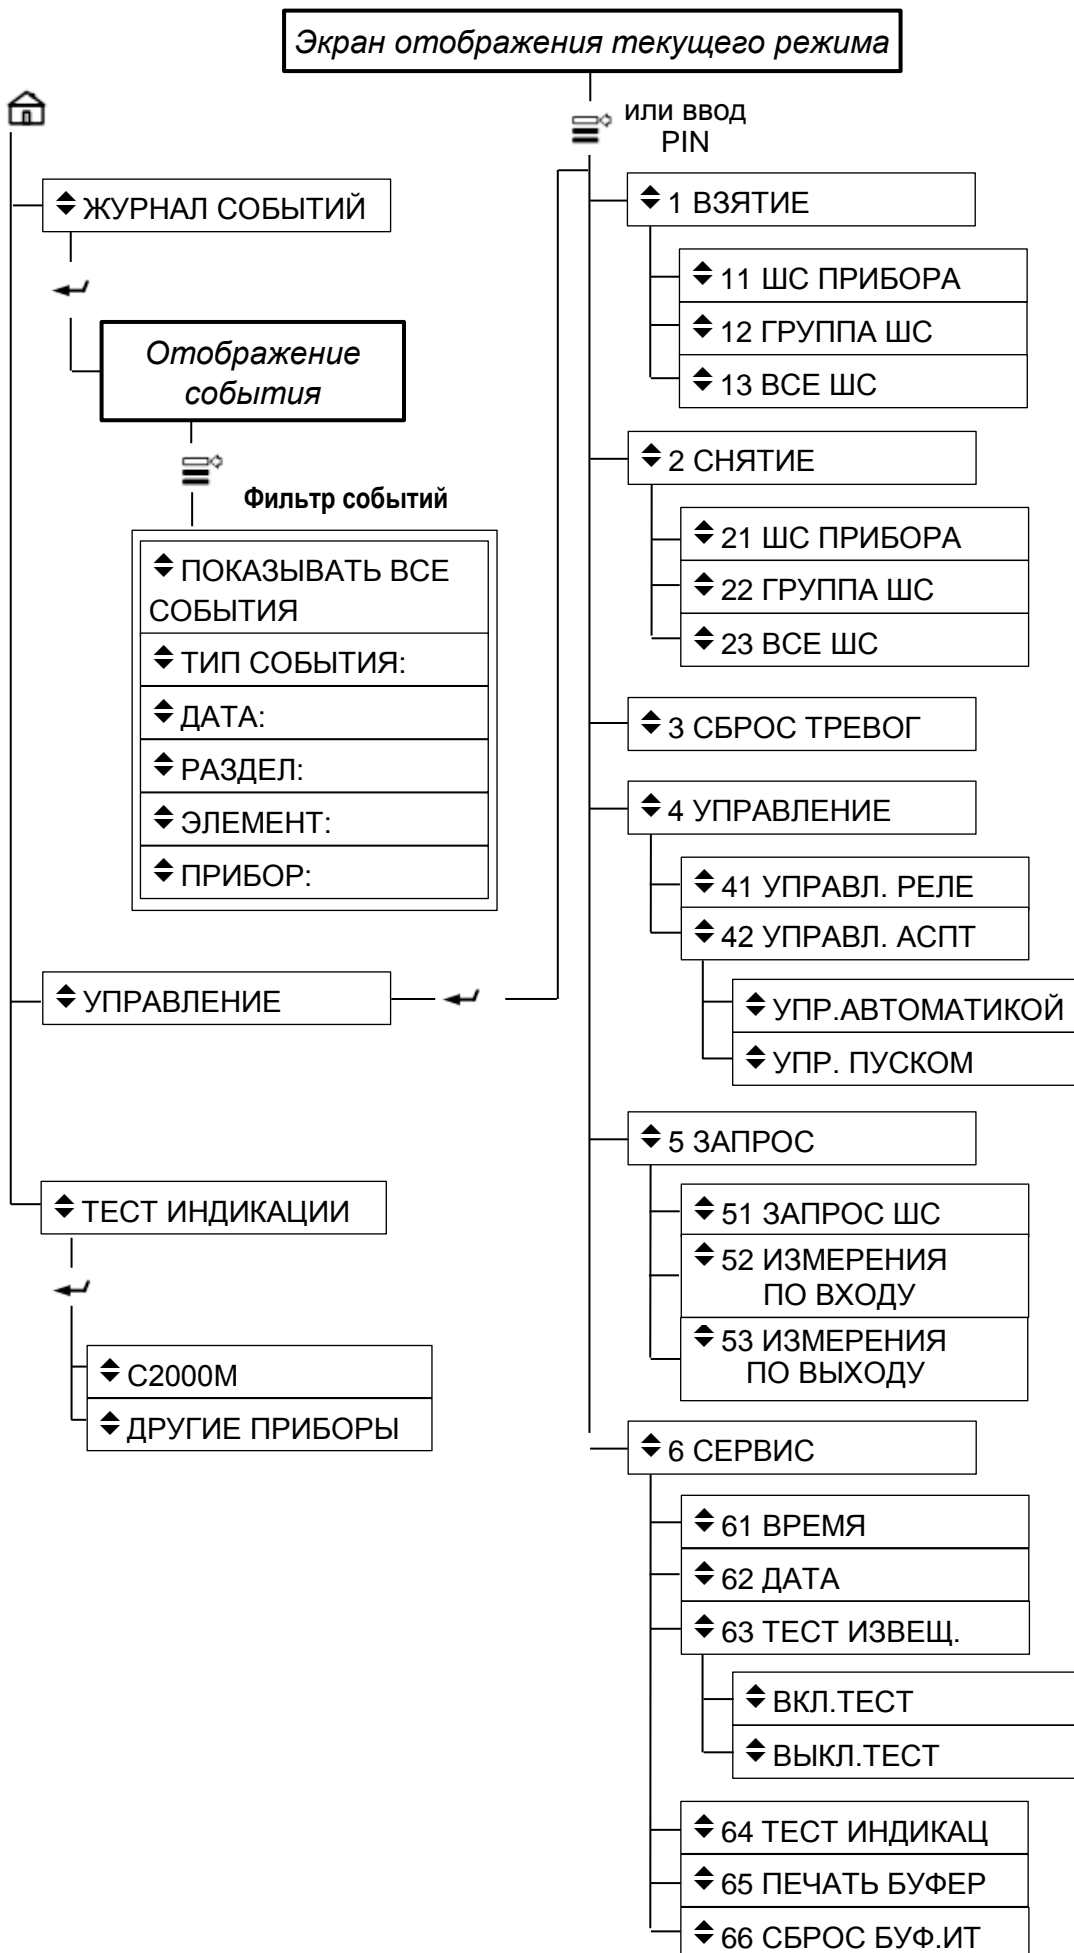 Экран отображения текущего режима
или ввод
PIN
ЖУРНАЛ СОБЫТИЙ
Отображение
события
Фильтр событий
ПОКАЗЫВАТЬ ВСЕ
СОБЫТИЯ
ТИП СОБЫТИЯ:
ДАТА:
РАЗДЕЛ:
ЭЛЕМЕНТ:
ПРИБОР:
УПРАВЛЕНИЕ
ТЕСТ ИНДИКАЦИИ
С2000М
ДРУГИЕ ПРИБОРЫ
1 ВЗЯТИЕ
11 ШС ПРИБОРА
12 ГРУППА ШС
13 ВСЕ ШС
2 СНЯТИЕ
21 ШС ПРИБОРА
22 ГРУППА ШС
23 ВСЕ ШС
3 СБРОС ТРЕВОГ
4 УПРАВЛЕНИЕ
41 УПРАВЛ. РЕЛЕ
42 УПРАВЛ. АСПТ
УПР.АВТОМАТИКОЙ
УПР. ПУСКОМ
5 ЗАПРОС
51 ЗАПРОС ШС
52 ИЗМЕРЕНИЯ
ПО ВХОДУ
53 ИЗМЕРЕНИЯ
ПО ВЫХОДУ
6 СЕРВИС
61 ВРЕМЯ
62 ДАТА
63 ТЕСТ ИЗВЕЩ.
ВКЛ.ТЕСТ
ВЫКЛ.ТЕСТ
64 ТЕСТ ИНДИКАЦ
65 ПЕЧАТЬ БУФЕР
66 СБРОС БУФ.ИТ